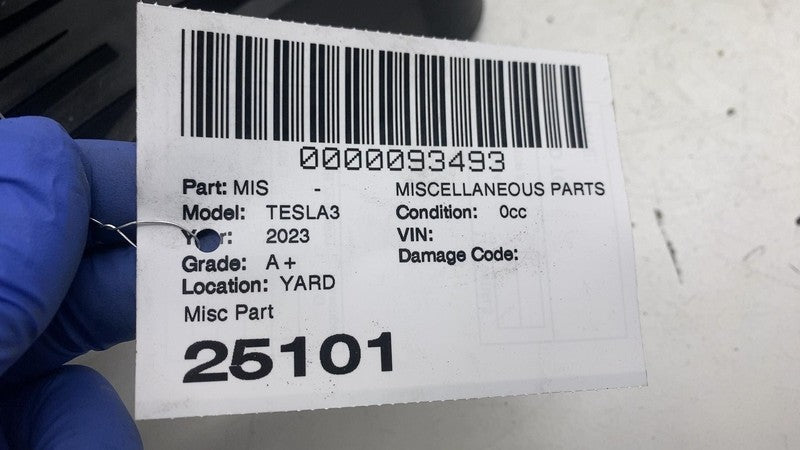 0000093493
Part: MIS - MISCELLANEOUS PARTS
Model: TESLA3 Condition: 0cc
Year: 2023 VIN:
Grade: A+ Damage Code:
Location: YARD
Misc Part
25101